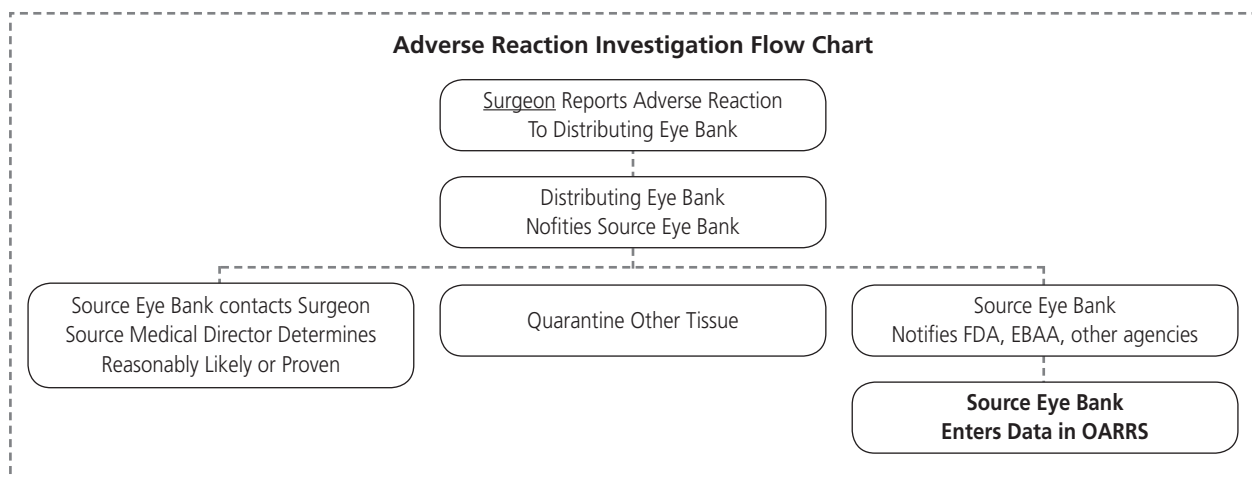 Adverse Reaction Investigation Flow Chart
Surgeon Reports Adverse Reaction
To Distributing Eye Bank
Distributing Eye Bank
Nofities Source Eye Bank
Source Eye Bank contacts Surgeon
Source Medical Director Determines
Reasonably Likely or Proven
Quarantine Other Tissue
Source Eye Bank
Notifies FDA, EBAA, other agencies
Source Eye Bank
Enters Data in OARRS